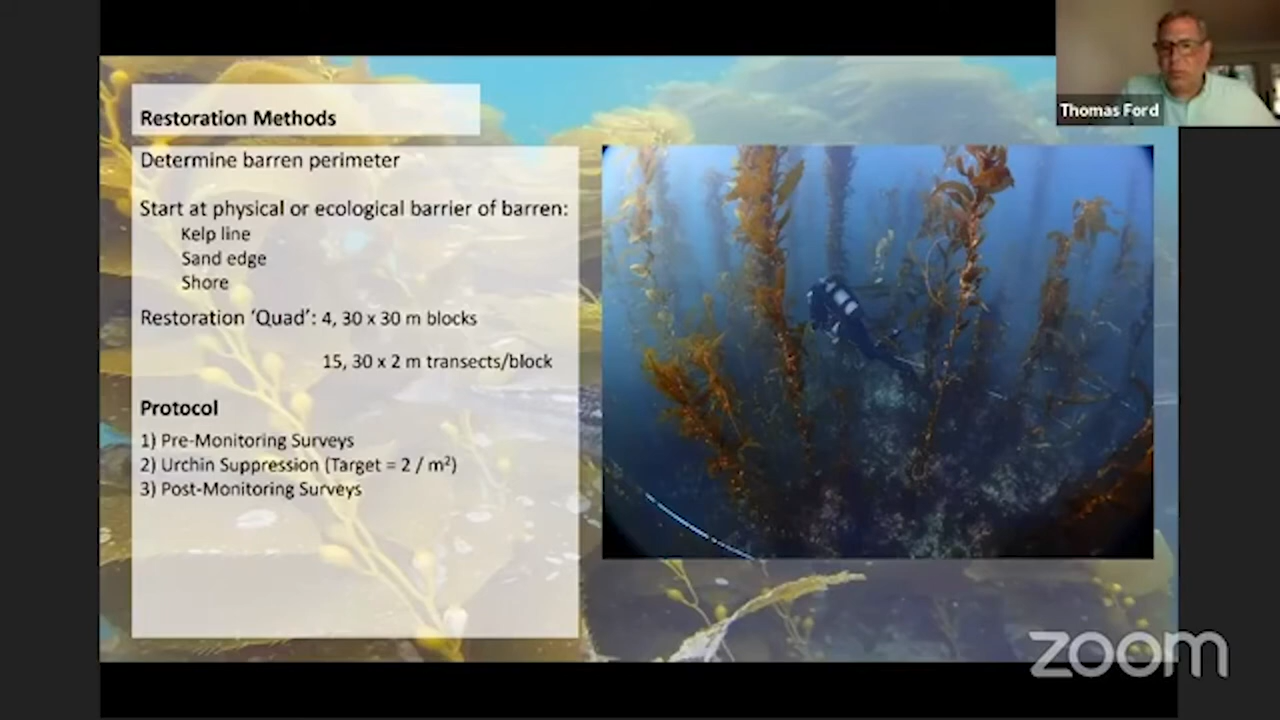 Thomas Ford
Restoration Methods
Determine barren perimeter
Start at physical or ecological barrier of barren:
Kelp line
Sand edge
Shore
Restoration ‘Quad’: 4, 30 x 30 m blocks
15, 30 x 2 m transects/block
Protocol
1) Pre-Monitoring Surveys
2) Urchin Suppression (Target = 2 / m²)
3) Post-Monitoring Surveys
zoom